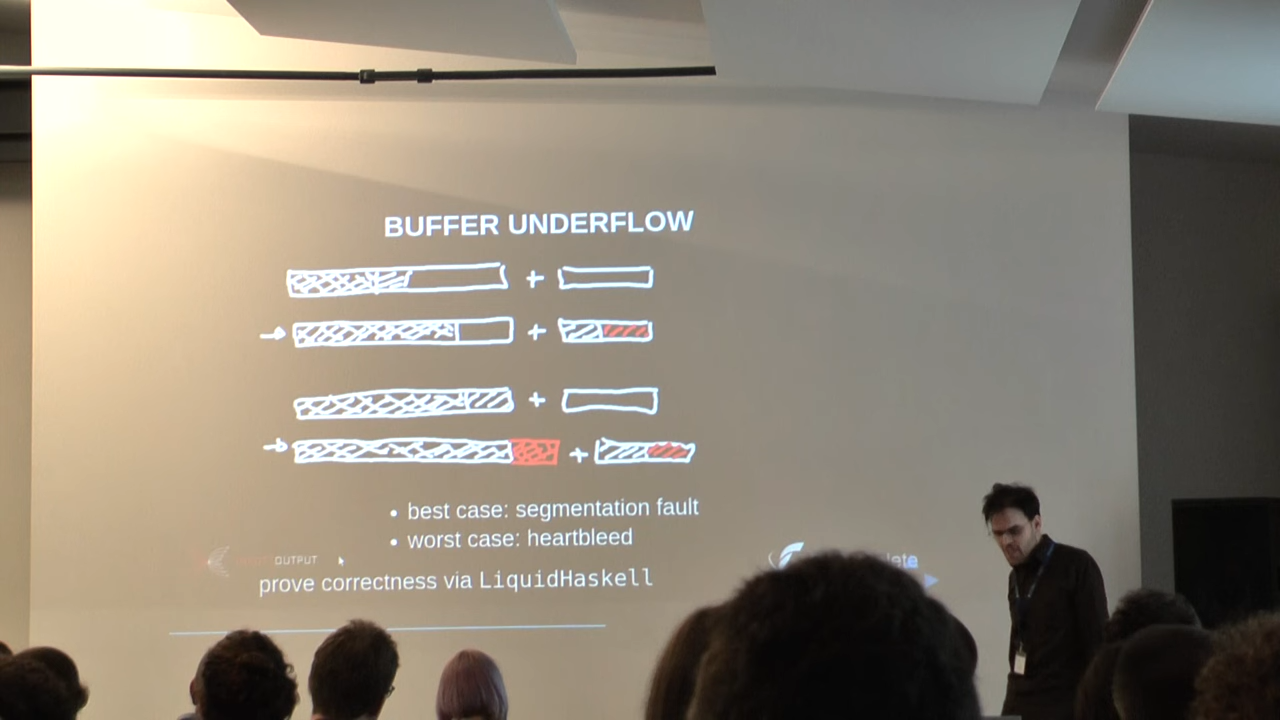 BUFFER UNDERFLOW
+
→ +
+
→ +
• best case: segmentation fault
• worst case: heartbleed
OUTPUT
prove correctness via LiquidHaskell